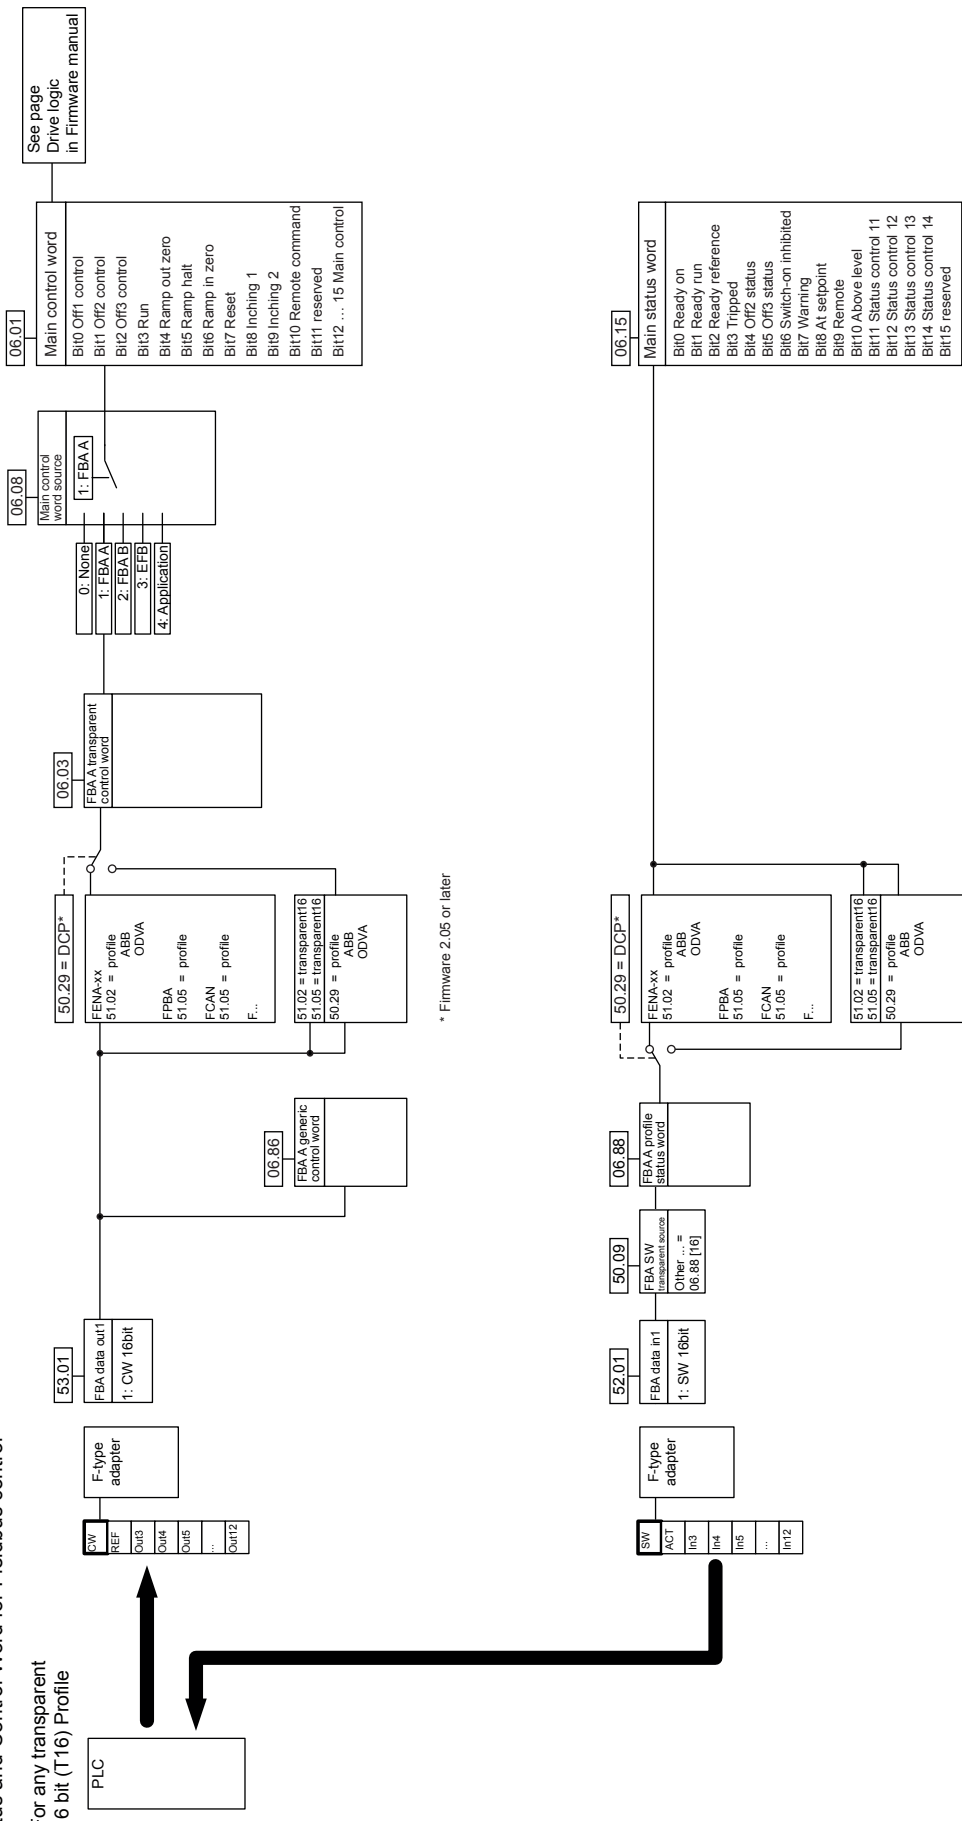 and Control Word for Fieldbus control
For any transparent
6 bit (T16) Profile
PLC
CW
REF
Out3
Out4
Out5
...
Out12
F-type
adapter
53.01
FBA data out1
1: CW 16bit
06.86
FBA A generic
control word
50.29 = DCP*
FENA-xx
51.02 = profile
ABB
ODVA
FPBA
51.05 = profile
FCAN
51.05 = profile
F...
51.02 = transparent16
51.05 = transparent16
50.29 = profile
ABB
ODVA
* Firmware 2.05 or later
06.03
FBA A transparent
control word
0: None
1: FBA A
2: FBA B
3: EFB
4: Application
06.08
Main control
word source
1: FBA A
06.01
Main control word
Bit0 Off1 control
Bit1 Off2 control
Bit2 Off3 control
Bit3 Run
Bit4 Ramp out zero
Bit5 Ramp halt
Bit6 Ramp in zero
Bit7 Reset
Bit8 Inching 1
Bit9 Inching 2
Bit10 Remote command
Bit11 reserved
Bit12 … 15 Main control
See page
Drive logic
in Firmware manual
SW
ACT
In3
In4
In5
...
In12
F-type
adapter
52.01
FBA data in1
1: SW 16bit
50.09
FBA SW
transparent source
Other ... =
06.88 [16]
06.88
FBA A profile
status word
50.29 = DCP*
FENA-xx
51.02 = profile
ABB
ODVA
FPBA
51.05 = profile
FCAN
51.05 = profile
F...
51.02 = transparent16
51.05 = transparent16
50.29 = profile
ABB
ODVA
06.15
Main status word
Bit0 Ready on
Bit1 Ready run
Bit2 Ready reference
Bit3 Tripped
Bit4 Off2 status
Bit5 Off3 status
Bit6 Switch-on inhibited
Bit7 Warning
Bit8 At setpoint
Bit9 Remote
Bit10 Above level
Bit11 Status control 11
Bit12 Status control 12
Bit13 Status control 13
Bit14 Status control 14
Bit15 reserved